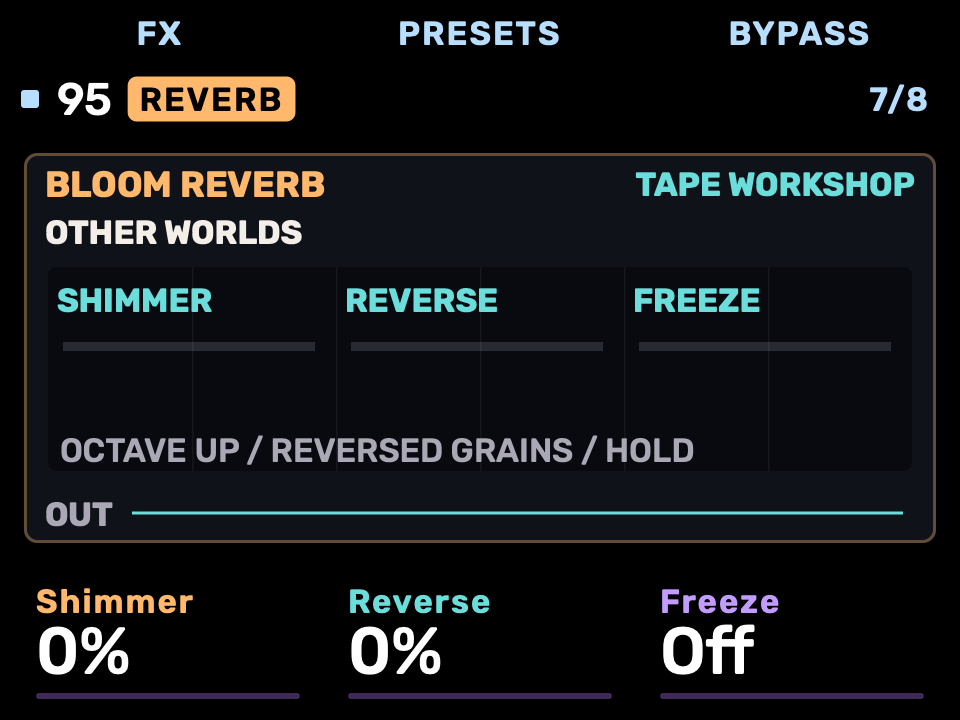 FX PRESETS BYPASS
95 REVERB 7/8
BLOOM REVERB TAPE WORKSHOP
OTHER WORLDS
SHIMMER REVERSE FREEZE
OCTAVE UP / REVERSED GRAINS / HOLD
OUT
Shimmer Reverse Freeze
0% 0% Off